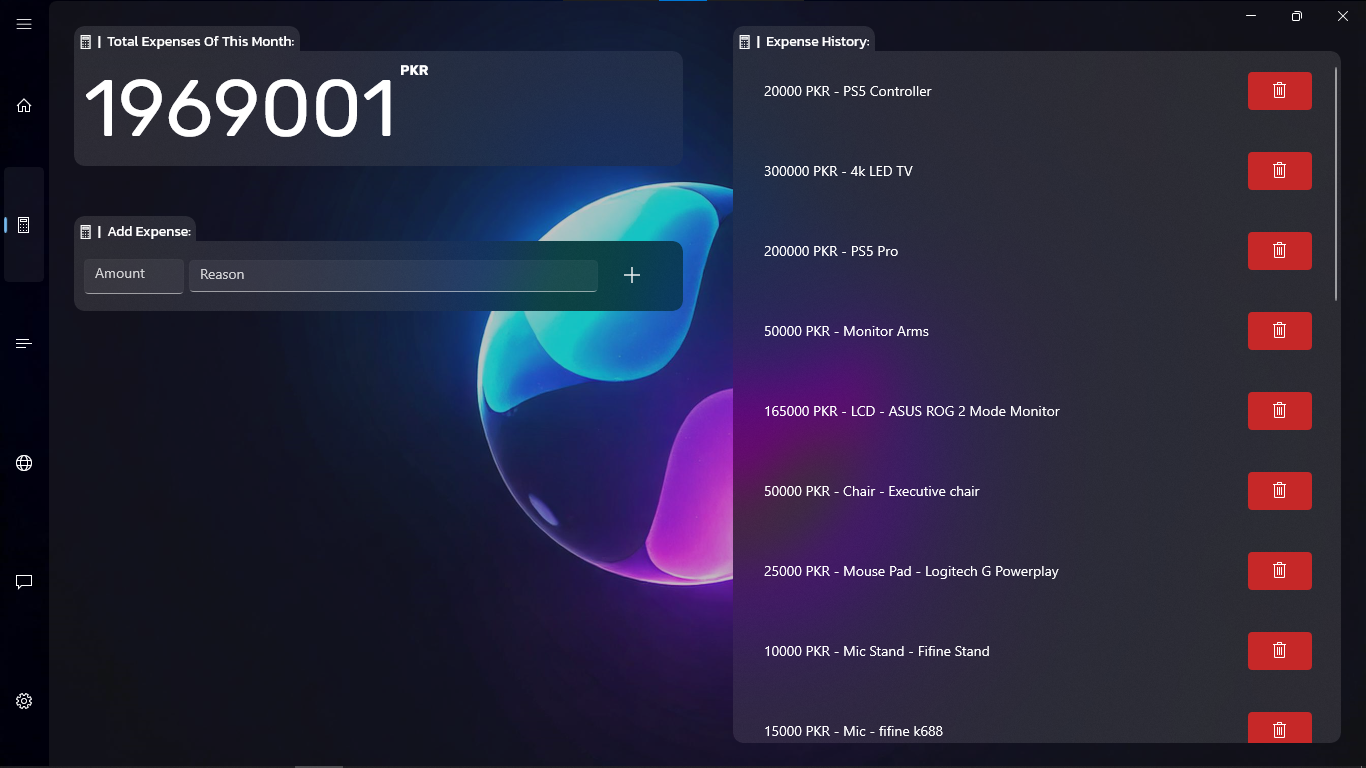 | Total Expenses Of This Month:
1969001 PKR
| Add Expense:
Amount Reason
| Expense History:
20000 PKR - PS5 Controller
300000 PKR - 4k LED TV
200000 PKR - PS5 Pro
50000 PKR - Monitor Arms
165000 PKR - LCD - ASUS ROG 2 Mode Monitor
50000 PKR - Chair - Executive chair
25000 PKR - Mouse Pad - Logitech G Powerplay
10000 PKR - Mic Stand - Fifine Stand
15000 PKR - Mic - fifine k688